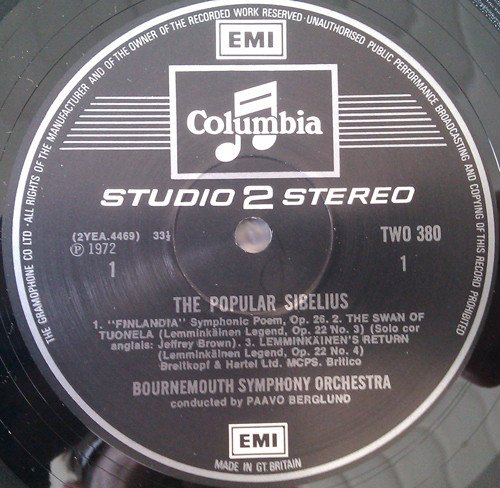 EMI
THE GRAMOPHONE CO LTD · ALL RIGHTS OF THE MANUFACTURER AND OF THE OWNER OF THE RECORDED WORK RESERVED · UNAUTHORISED PUBLIC PERFORMANCE BROADCASTING AND COPYING OF THIS RECORD PROHIBITED
Columbia
STUDIO 2 STEREO
(2YEA.4469) 33⅓ TWO 380
℗ 1972
1 1
THE POPULAR SIBELIUS
1. "FINLANDIA" Symphonic Poem, Op. 26. 2. THE SWAN OF
TUONELA (Lemminkäinen Legend, Op. 22 No. 3) (Solo cor
anglais: Jeffrey Brown). 3. LEMMINKÄINEN'S RETURN
(Lemminkäinen Legend, Op. 22 No. 4)
Breitkopf & Hartel Ltd. MCPS. Britico
BOURNEMOUTH SYMPHONY ORCHESTRA
conducted by PAAVO BERGLUND
EMI
MADE IN GT. BRITAIN